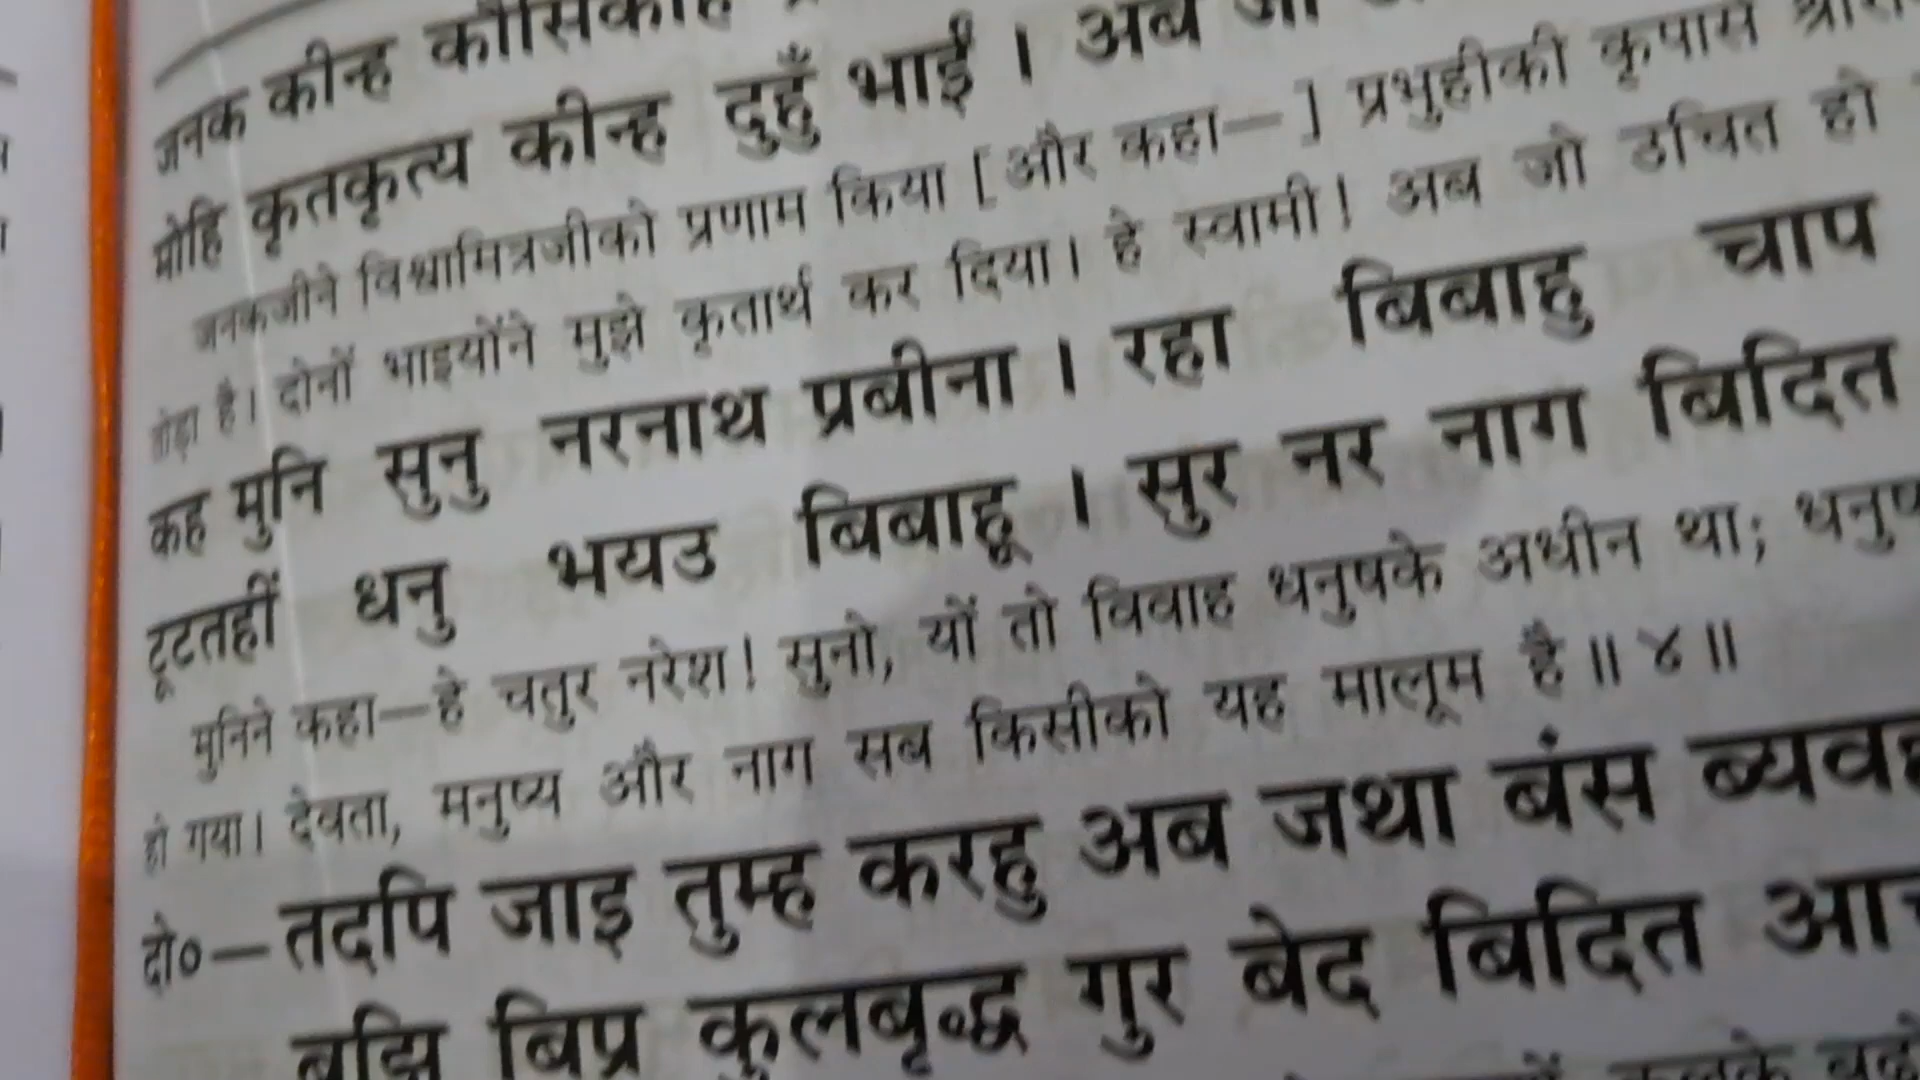 जनक कीन्ह कौसिकहि
मोहि कृतकृत्य कीन्ह दुहुँ भाईं । अब जो
जनकजीने विश्वामित्रजीको प्रणाम किया [ और कहा— ] प्रभुहीकी कृपासे
तोड़ा है। दोनों भाइयोंने मुझे कृतार्थ कर दिया। हे स्वामी! अब जो उचित हो
कह मुनि सुनु नरनाथ प्रबीना । रहा बिबाहु चाप
टूटतहीं धनु भयउ बिबाहू । सुर नर नाग बिदित
मुनिने कहा—हे चतुर नरेश! सुनो, यों तो विवाह धनुषके अधीन था; धनुष
हो गया। देवता, मनुष्य और नाग सब किसीको यह मालूम है॥ ४॥
दो०—तदपि जाइ तुम्ह करहु अब जथा बंस
बूझि बिप्र कुलबृद्ध गुर बेद बिदित